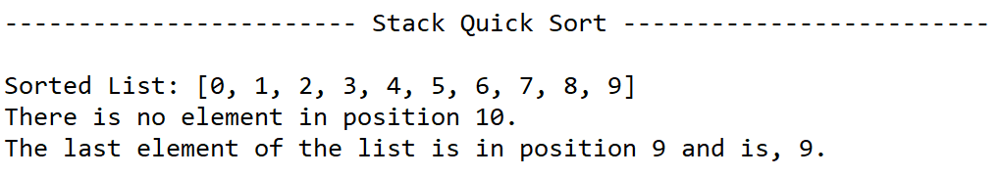 ------------------------ Stack Quick Sort -------------------------
Sorted List: [0, 1, 2, 3, 4, 5, 6, 7, 8, 9]
There is no element in position 10.
The last element of the list is in position 9 and is, 9.